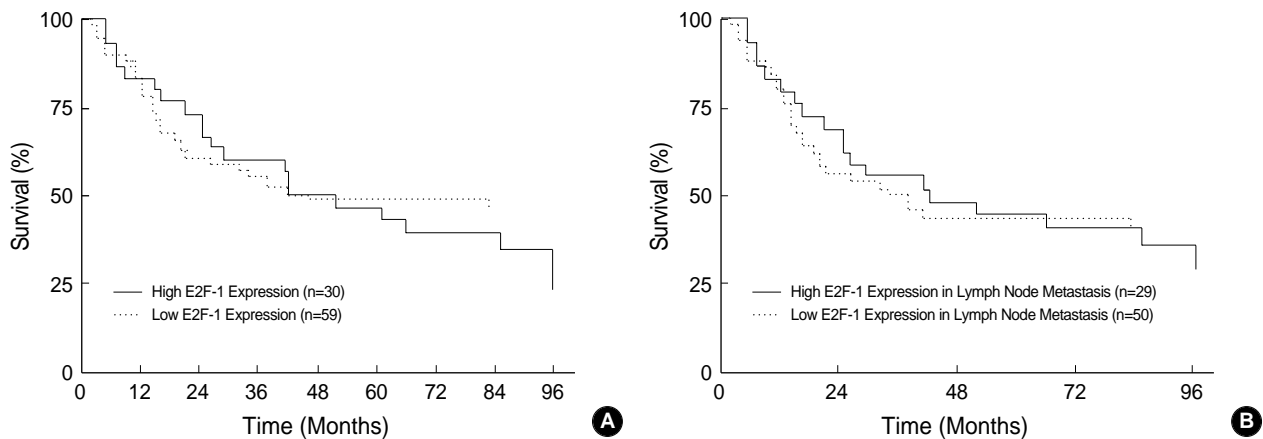 100
75
50
25
0
Survival (%)
High E2F-1 Expression (n=30)
Low E2F-1 Expression (n=59)
0 12 24 36 48 60 72 84 96
Time (Months)
A
100
75
50
25
0
Survival (%)
High E2F-1 Expression in Lymph Node Metastasis (n=29)
Low E2F-1 Expression in Lymph Node Metastasis (n=50)
0 24 48 72 96
Time (Months)
B